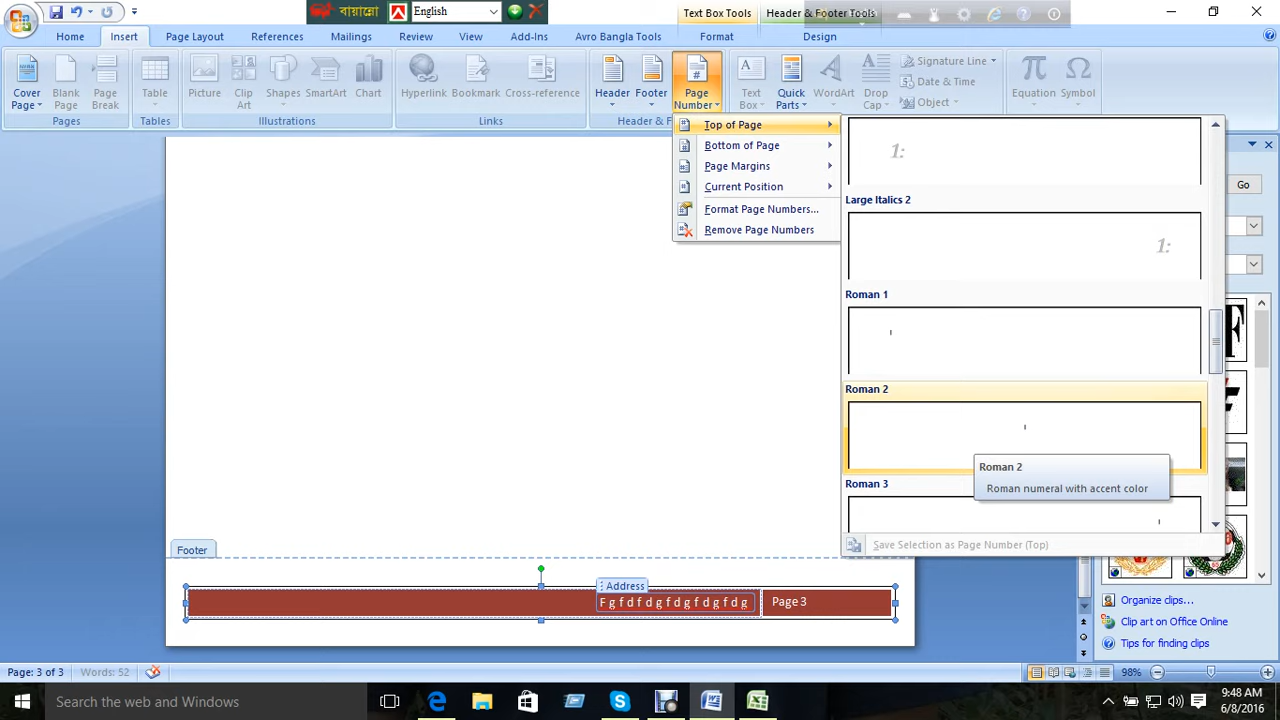 বায়ান্নো
English
Text Box Tools
Header & Footer Tools
Home
Insert
Page Layout
References
Mailings
Review
View
Add-Ins
Avro Bangla Tools
Format
Design
Cover Page
Blank Page
Page Break
Table
Picture
Clip Art
Shapes
SmartArt
Chart
Hyperlink
Bookmark
Cross-reference
Header
Footer
Page Number
Text Box
Quick Parts
WordArt
Drop Cap
Signature Line
Date & Time
Object
Equation
Symbol
Pages
Tables
Illustrations
Links
Header & F
Top of Page
Bottom of Page
Page Margins
Current Position
Format Page Numbers...
Remove Page Numbers
1:
Large Italics 2
1:
Roman 1
Roman 2
Roman 2
Roman numeral with accent color
Roman 3
Save Selection as Page Number (Top)
Go
Footer
Address
F g f d f d g f d g f d g f d g
Page 3
Organize clips...
Clip art on Office Online
Tips for finding clips
Page: 3 of 3
Words: 52
98%
Search the web and Windows
9:48 AM
6/8/2016